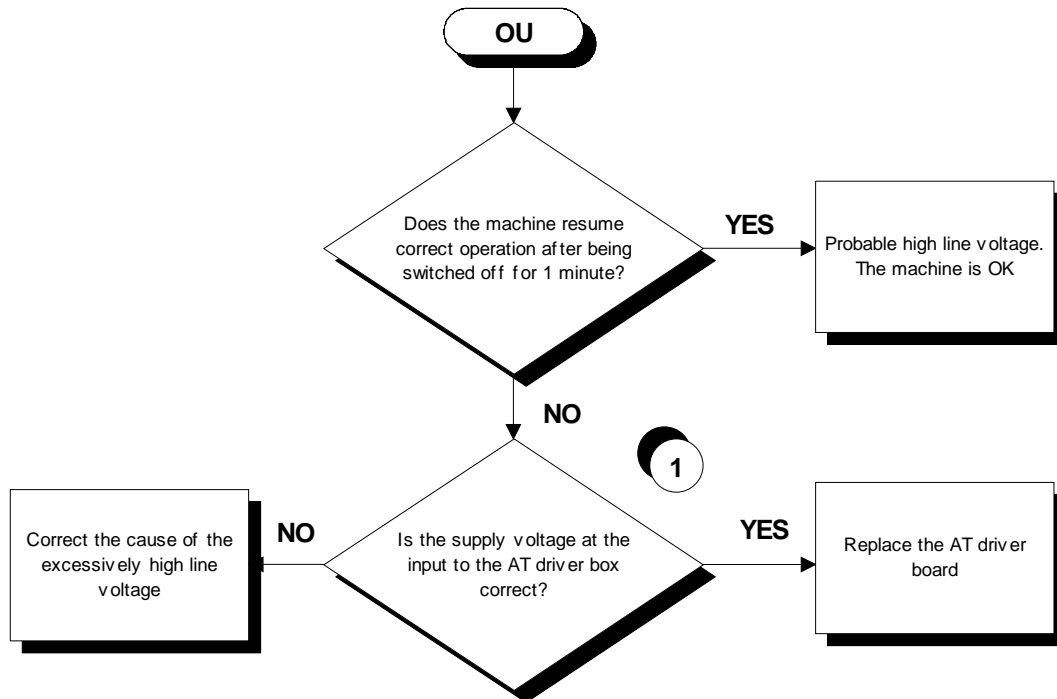 OU
Does the machine resume
correct operation after being
switched off for 1 minute?
YES
Probable high line voltage.
The machine is OK
NO
1
Correct the cause of the
excessively high line
voltage
NO
Is the supply voltage at the
input to the AT driver box
correct?
YES
Replace the AT driver
board